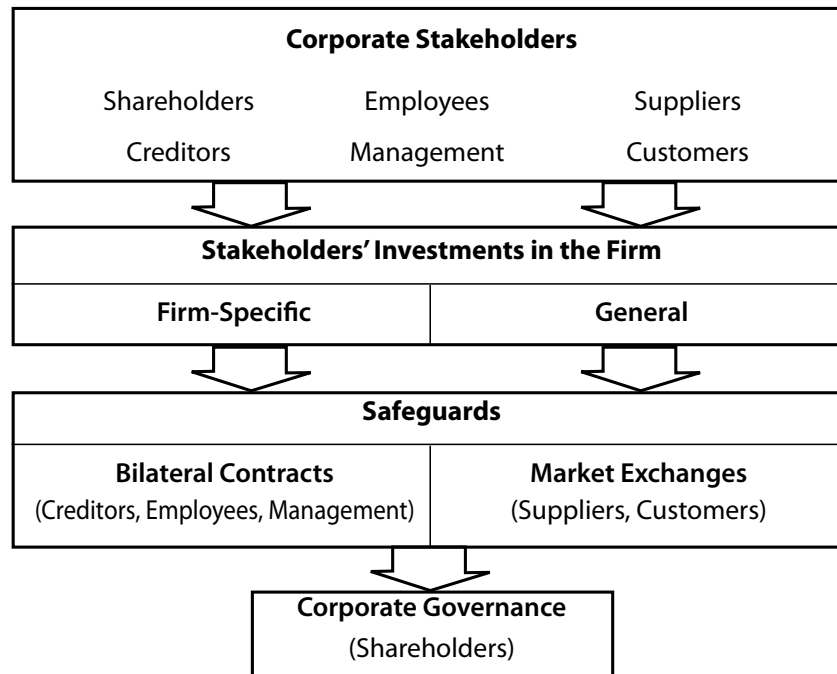 Corporate Stakeholders
Shareholders Employees Suppliers
Creditors Management Customers
Stakeholders’ Investments in the Firm
Firm-Specific General
Safeguards
Bilateral Contracts Market Exchanges
(Creditors, Employees, Management) (Suppliers, Customers)
Corporate Governance
(Shareholders)